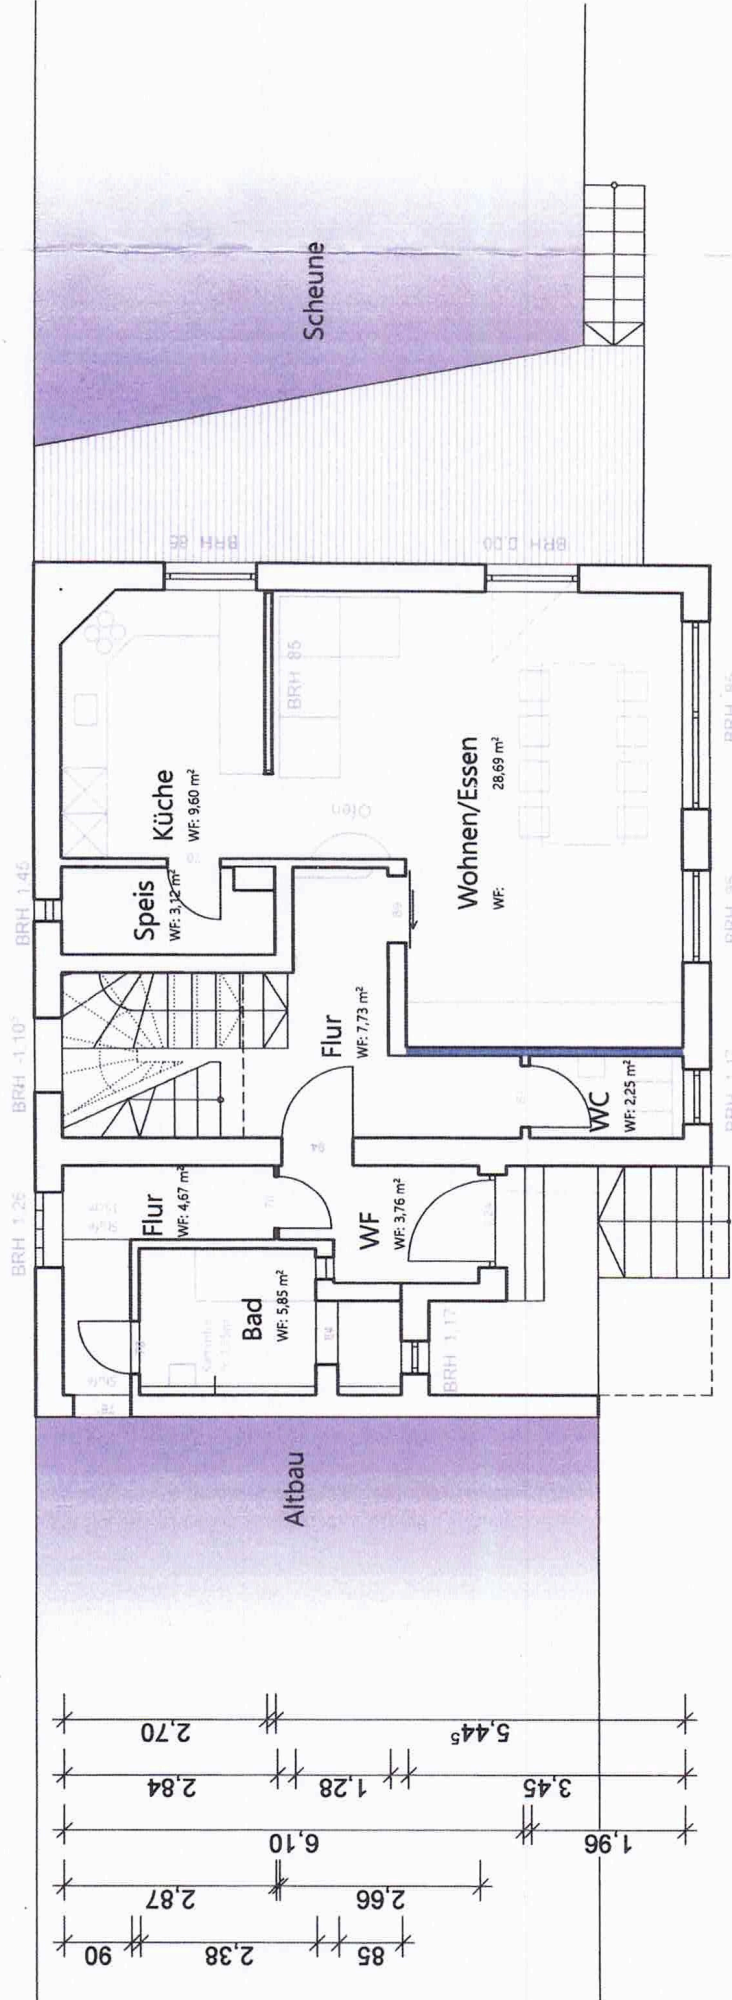 Scheune
BRH 85
BRH 0.00
BRH 85
Küche
WF: 9,60 m²
Ofen
Wohnen/Essen
28,69 m²
WF:
BRH 1.45
Speis
WF: 3,12 m²
89
BRH -1.10⁵
Flur
WF: 7,73 m²
WC
WF: 2,25 m²
BRH 1.26
Flur
WF: 4,67 m²
WF
WF: 3,76 m²
Bad
WF: 5,85 m²
BRH 1.17
Altbau
2,70
5,44⁵
2,84
1,28
3,45
6,10
1,96
2,87
2,66
90
2,38
85